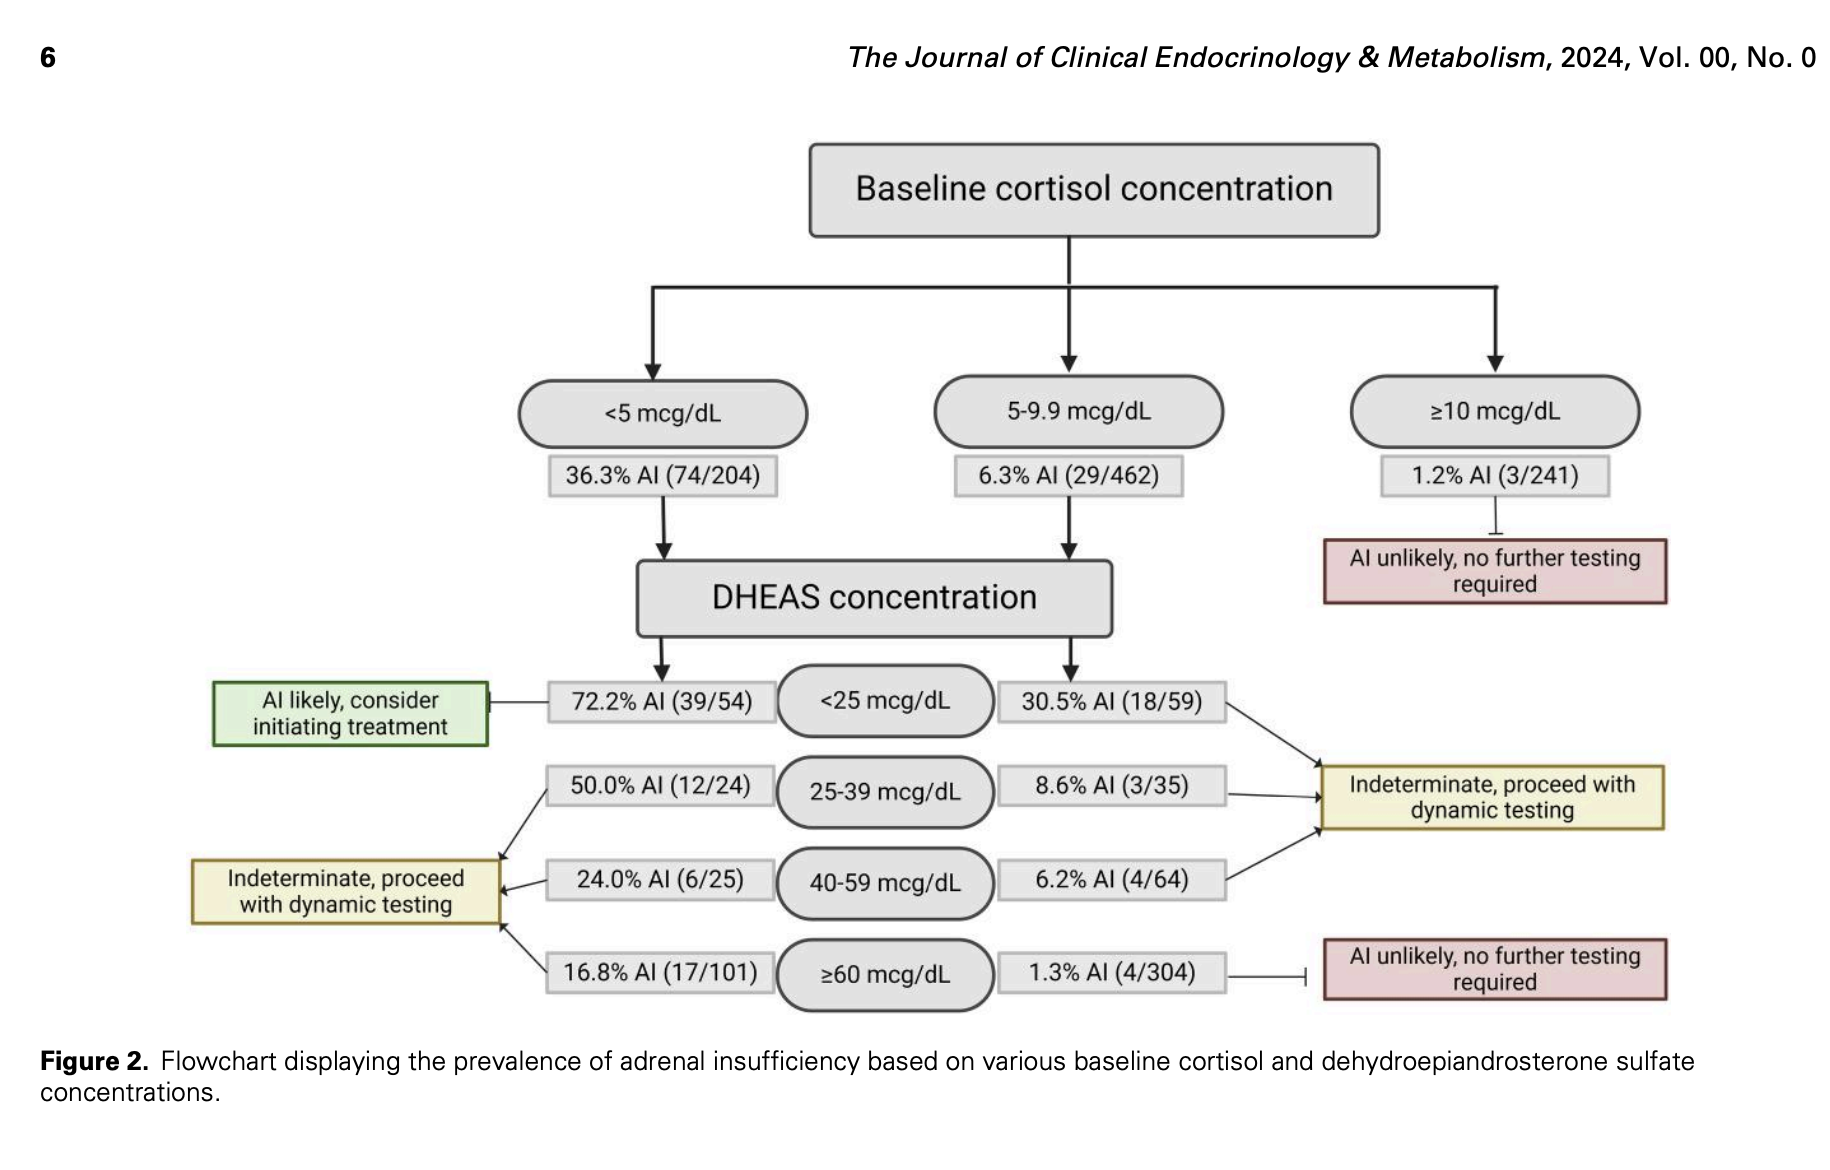 6
The Journal of Clinical Endocrinology & Metabolism, 2024, Vol. 00, No. 0
Baseline cortisol concentration
<5 mcg/dL
5-9.9 mcg/dL
≥10 mcg/dL
36.3% AI (74/204)
6.3% AI (29/462)
1.2% AI (3/241)
AI unlikely, no further testing
required
DHEAS concentration
AI likely, consider
initiating treatment
72.2% AI (39/54)
<25 mcg/dL
30.5% AI (18/59)
50.0% AI (12/24)
25-39 mcg/dL
8.6% AI (3/35)
Indeterminate, proceed with
dynamic testing
Indeterminate, proceed
with dynamic testing
24.0% AI (6/25)
40-59 mcg/dL
6.2% AI (4/64)
16.8% AI (17/101)
≥60 mcg/dL
1.3% AI (4/304)
AI unlikely, no further testing
required
Figure 2. Flowchart displaying the prevalence of adrenal insufficiency based on various baseline cortisol and dehydroepiandrosterone sulfate
concentrations.